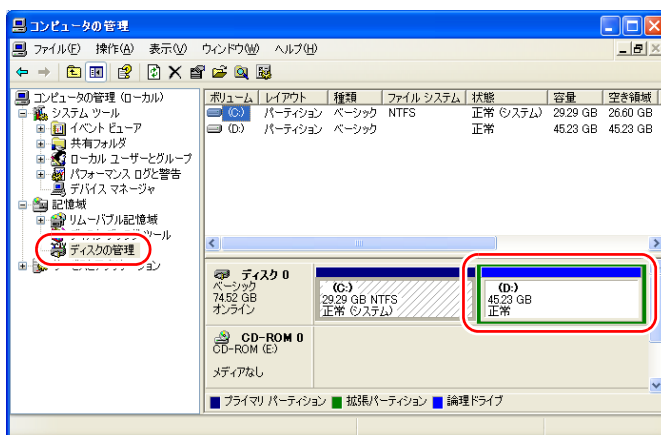 コンピュータの管理
ファイル(F) 操作(A) 表示(V) ウィンドウ(W) ヘルプ(H)
コンピュータの管理 (ローカル)
システム ツール
イベント ビューア
共有フォルダ
ローカル ユーザーとグループ
パフォーマンス ログと警告
デバイス マネージャ
記憶域
リムーバブル記憶域
ツール
ディスクの管理
ボリューム レイアウト 種類 ファイル システム 状態 容量 空き領域
(C:) パーティション ベーシック NTFS 正常 (システム) 29.29 GB 26.60 GB
(D:) パーティション ベーシック 正常 45.23 GB 45.23 GB
ディスク 0
ベーシック
74.52 GB
オンライン
(C:)
29.29 GB NTFS
正常 (システム)
(D:)
45.23 GB
正常
CD-ROM 0
CD-ROM (E:)
メディアなし
プライマリ パーティション 拡張パーティション 論理ドライブ